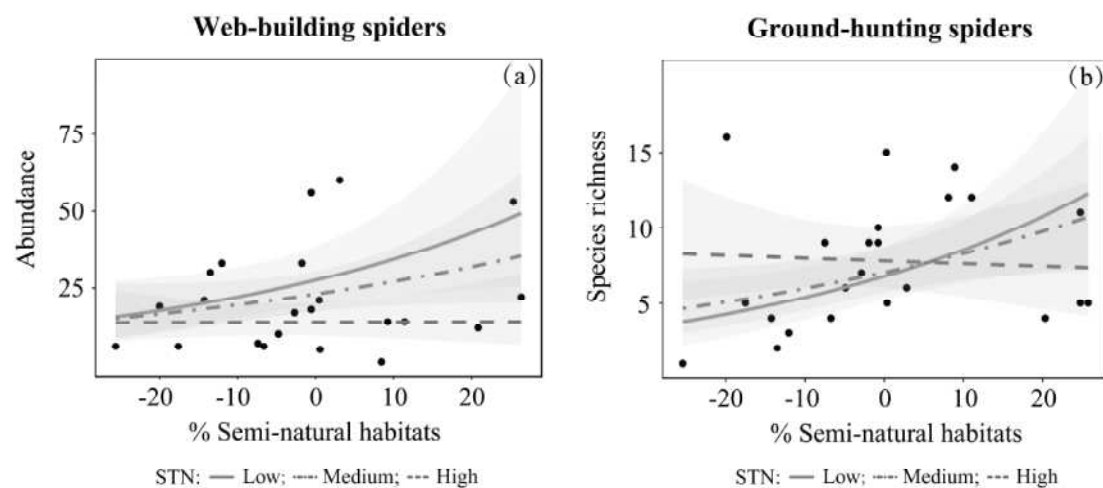 Web-building spiders
(a)
Abundance
75
50
25
-20 -10 0 10 20
% Semi-natural habitats
STN: Low; Medium; High
Ground-hunting spiders
(b)
Species richness
15
10
5
-20 -10 0 10 20
% Semi-natural habitats
STN: Low; Medium; High